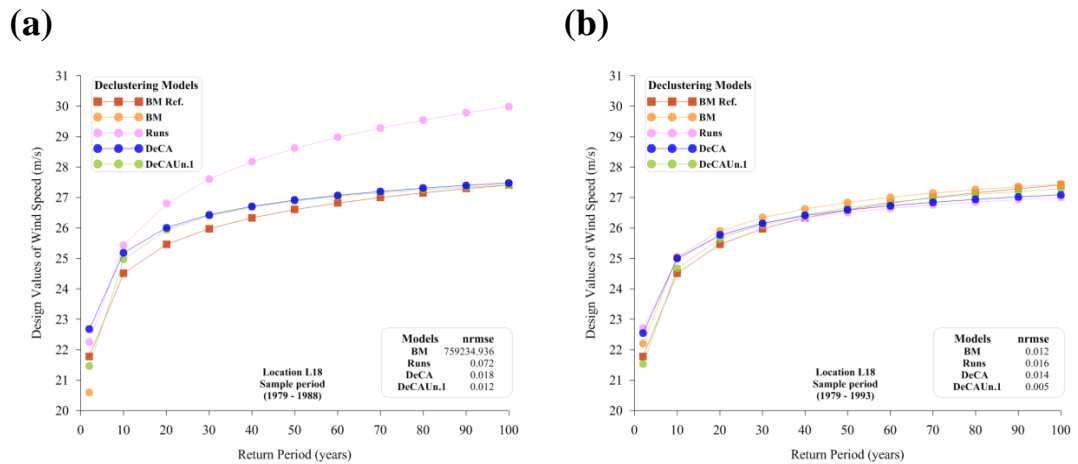 (a)
Design Values of Wind Speed (m/s)
31
30
29
28
27
26
25
24
23
22
21
20
Declustering Models
BM Ref.
BM
Runs
DeCA
DeCAUn.1
Location L18
Sample period
(1979 - 1988)
Models nrmse
BM 759234.936
Runs 0.072
DeCA 0.018
DeCAUn.1 0.012
0 10 20 30 40 50 60 70 80 90 100
Return Period (years)
(b)
Design Values of Wind Speed (m/s)
31
30
29
28
27
26
25
24
23
22
21
20
Declustering Models
BM Ref.
BM
Runs
DeCA
DeCAUn.1
Location L18
Sample period
(1979 - 1993)
Models nrmse
BM 0.012
Runs 0.016
DeCA 0.014
DeCAUn.1 0.005
0 10 20 30 40 50 60 70 80 90 100
Return Period (years)